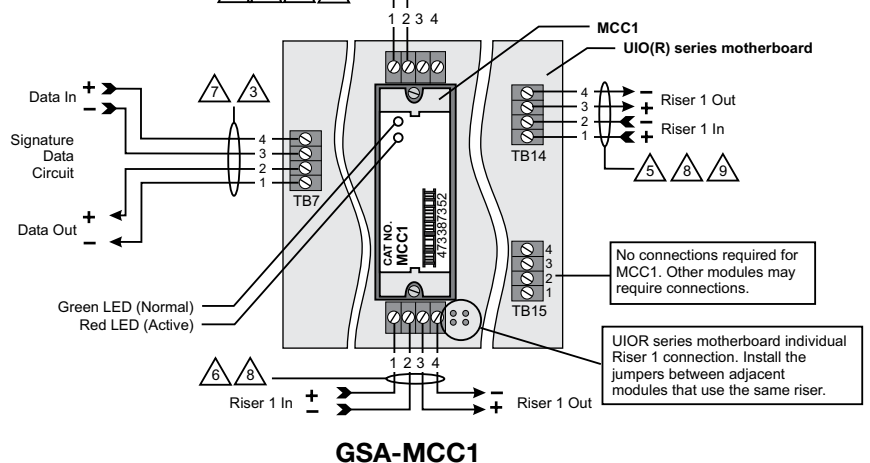 1 2 3 4
MCC1
UIO(R) series motherboard
7 3
Data In + −
Signature
Data
Circuit
Data Out + −
4
3
2
1
TB7
4
3
2
1
− Riser 1 Out
+
− Riser 1 In
+
TB14
5 8 9
CAT NO.
MCC1
473387352
4
3
2
1
TB15
No connections required for
MCC1. Other modules may
require connections.
Green LED (Normal)
Red LED (Active)
UIOR series motherboard individual
Riser 1 connection. Install the
jumpers between adjacent
modules that use the same riser.
1 2 3 4
6 8
Riser 1 In + −
− + Riser 1 Out
GSA-MCC1